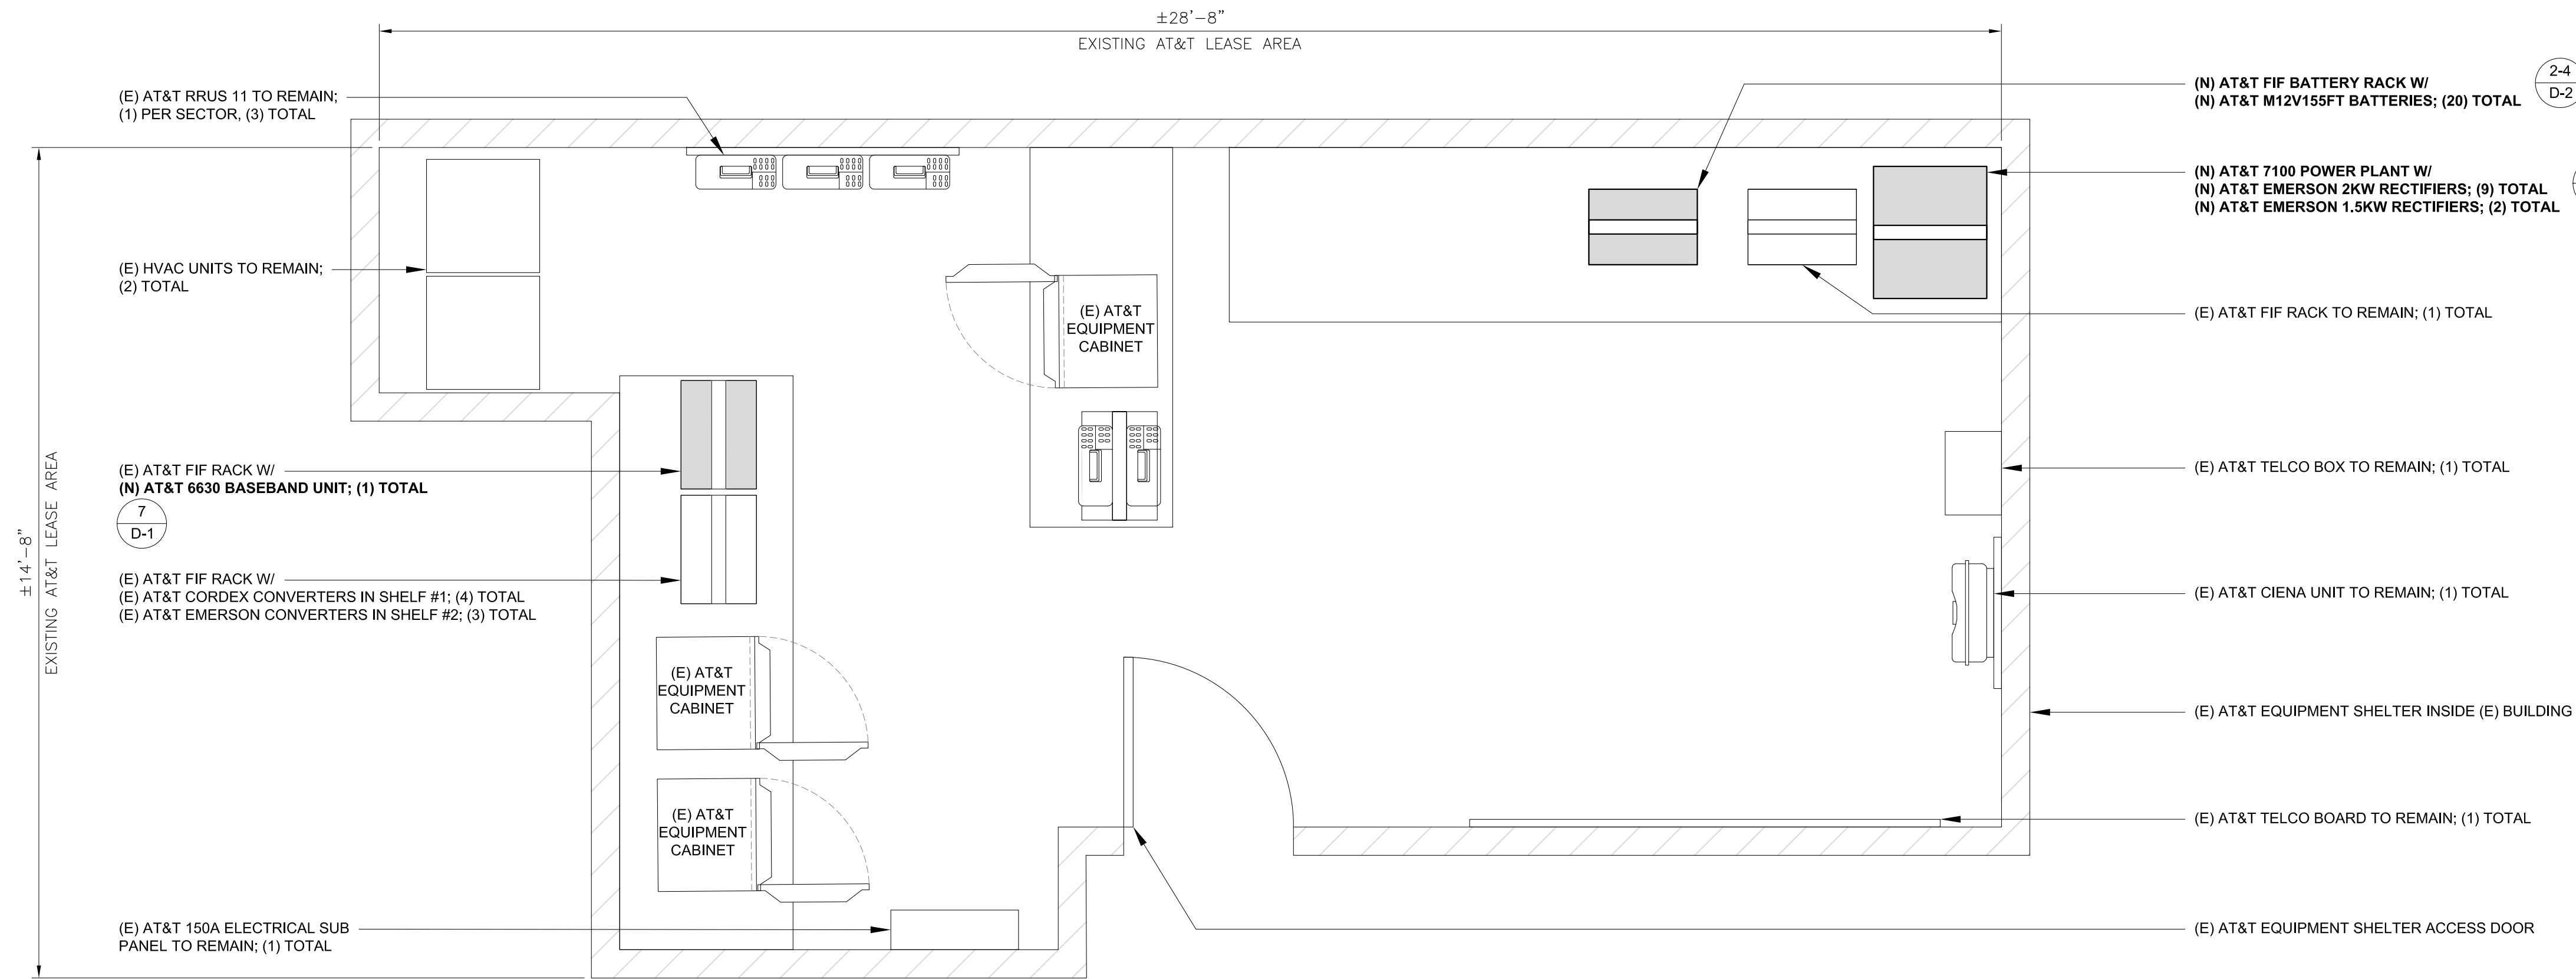 ±28'-8"
EXISTING AT&T LEASE AREA
(E) AT&T RRUS 11 TO REMAIN;
(1) PER SECTOR, (3) TOTAL
(E) HVAC UNITS TO REMAIN;
(2) TOTAL
±14'-8"
EXISTING AT&T LEASE AREA
(E) AT&T FIF RACK W/
(N) AT&T 6630 BASEBAND UNIT; (1) TOTAL
7
D-1
(E) AT&T FIF RACK W/
(E) AT&T CORDEX CONVERTERS IN SHELF #1; (4) TOTAL
(E) AT&T EMERSON CONVERTERS IN SHELF #2; (3) TOTAL
(E) AT&T 150A ELECTRICAL SUB
PANEL TO REMAIN; (1) TOTAL
(E) AT&T
EQUIPMENT
CABINET
(E) AT&T
EQUIPMENT
CABINET
(E) AT&T
EQUIPMENT
CABINET
(N) AT&T FIF BATTERY RACK W/
(N) AT&T M12V155FT BATTERIES; (20) TOTAL
2-4
D-2
(N) AT&T 7100 POWER PLANT W/
(N) AT&T EMERSON 2KW RECTIFIERS; (9) TOTAL
(N) AT&T EMERSON 1.5KW RECTIFIERS; (2) TOTAL
(E) AT&T FIF RACK TO REMAIN; (1) TOTAL
(E) AT&T TELCO BOX TO REMAIN; (1) TOTAL
(E) AT&T CIENA UNIT TO REMAIN; (1) TOTAL
(E) AT&T EQUIPMENT SHELTER INSIDE (E) BUILDING
(E) AT&T TELCO BOARD TO REMAIN; (1) TOTAL
(E) AT&T EQUIPMENT SHELTER ACCESS DOOR